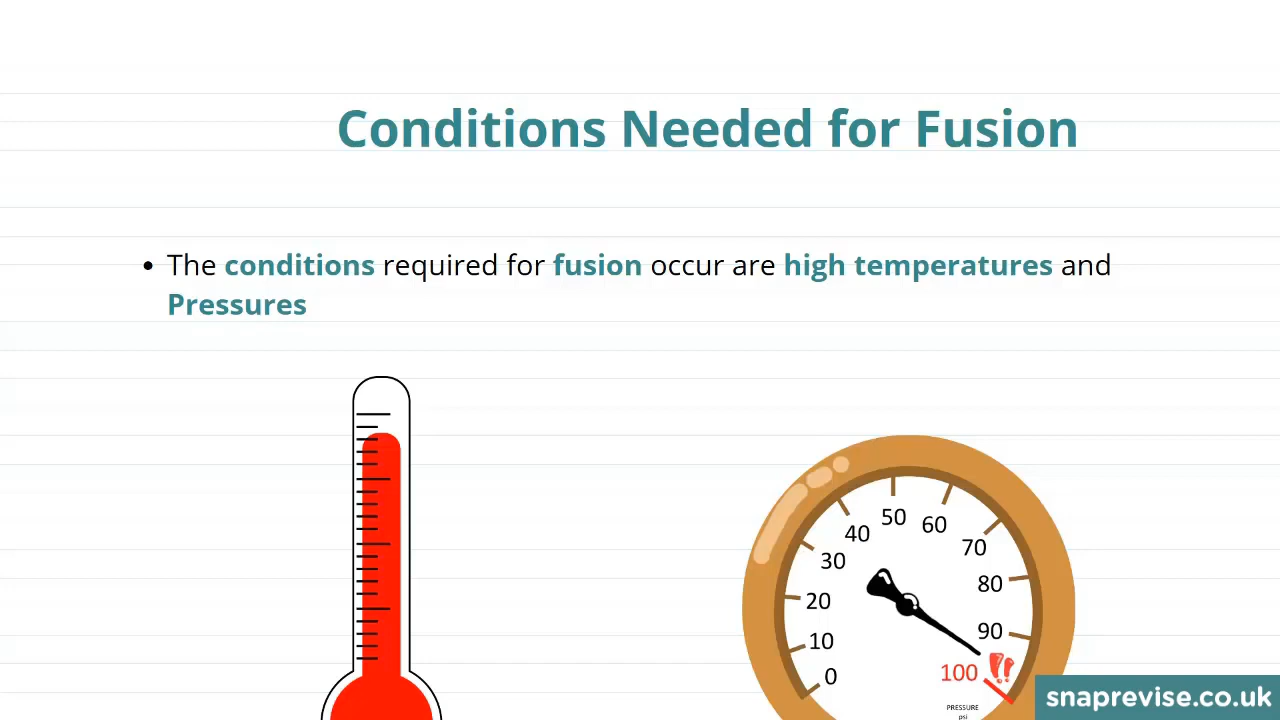 Conditions Needed for Fusion
• The conditions required for fusion occur are high temperatures and
Pressures
50
40
60
30
70
20
80
10
90
0
100
PRESSURE
psi
snaprevise.co.uk